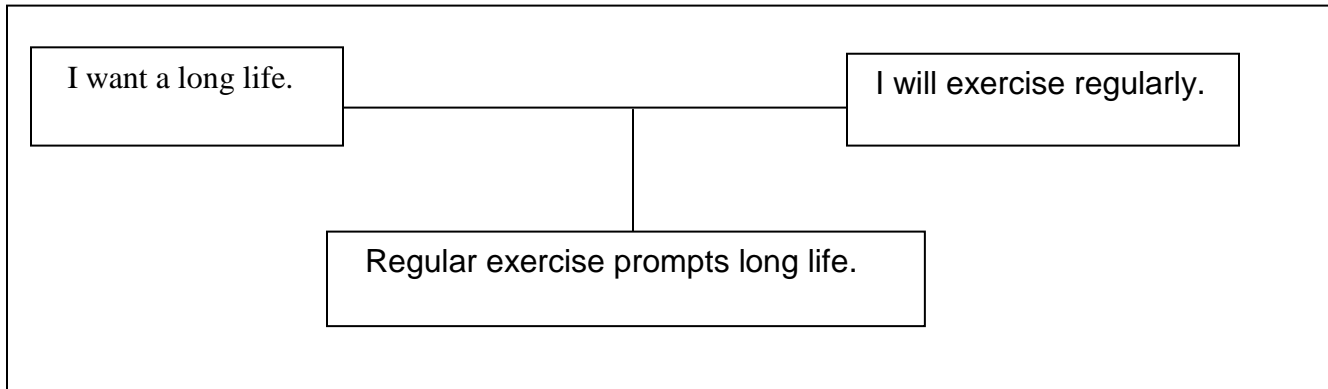 I want a long life.
I will exercise regularly.
Regular exercise prompts long life.